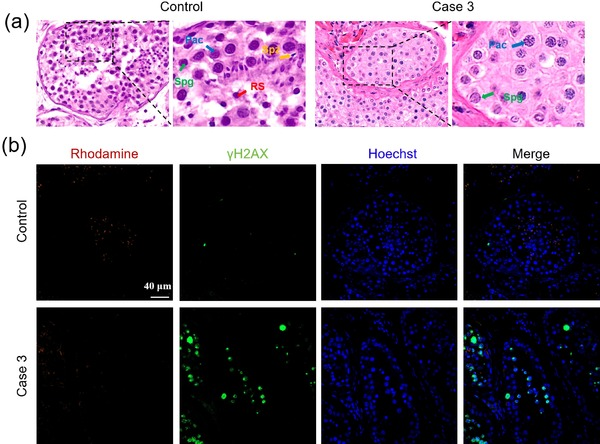 (a)
Control
Case 3
Pac
Spz
Spg
RS
Pac
Spg
(b)
Rhodamine
γH2AX
Hoechst
Merge
Control
40 μm
Case 3